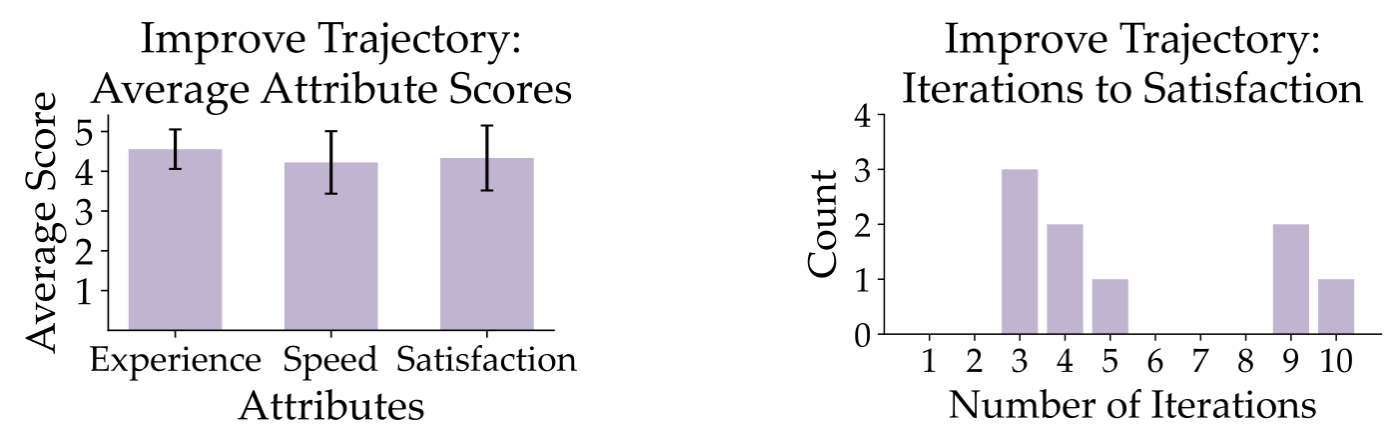 Improve Trajectory:
Average Attribute Scores
Average Score
5
4
3
2
1
Experience Speed Satisfaction
Attributes
Improve Trajectory:
Iterations to Satisfaction
Count
4
3
2
1
0
1 2 3 4 5 6 7 8 9 10
Number of Iterations